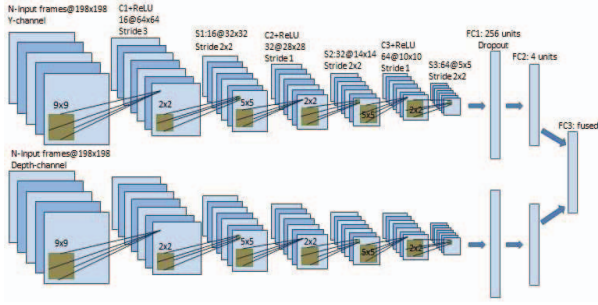 N-Input frames@198x198
Y-channel
C1+ReLU
16@64x64
Stride 3
S1:16@32x32
Stride 2x2
C2+ReLU
32@28x28
Stride 1
S2:32@14x14
Stride 2x2
C3+ReLU
64@10x10
Stride 1
S3:64@5x5
Stride 2x2
FC1: 256 units
Dropout
FC2: 4 units
FC3: fused
9x9
2x2
5x5
2x2
5x5
2x2
N-Input frames@198x198
Depth-channel
9x9
2x2
5x5
2x2
5x5
2x2